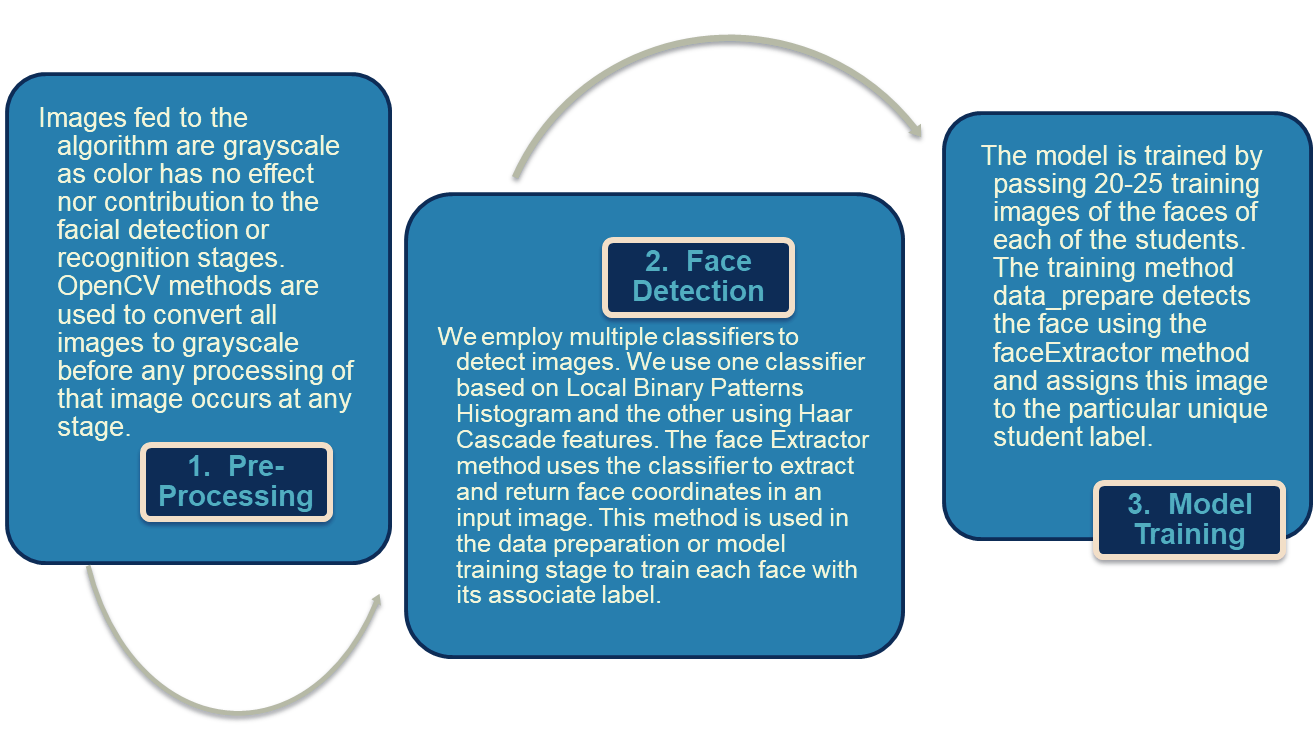 Images fed to the
algorithm are grayscale
as color has no effect
nor contribution to the
facial detection or
recognition stages.
OpenCV methods are
used to convert all
images to grayscale
before any processing of
that image occurs at any
stage.
1. Pre-
Processing
2. Face
Detection
We employ multiple classifiers to
detect images. We use one classifier
based on Local Binary Patterns
Histogram and the other using Haar
Cascade features. The face Extractor
method uses the classifier to extract
and return face coordinates in an
input image. This method is used in
the data preparation or model
training stage to train each face with
its associate label.
The model is trained by
passing 20-25 training
images of the faces of
each of the students.
The training method
data_prepare detects
the face using the
faceExtractor method
and assigns this image
to the particular unique
student label.
3. Model
Training